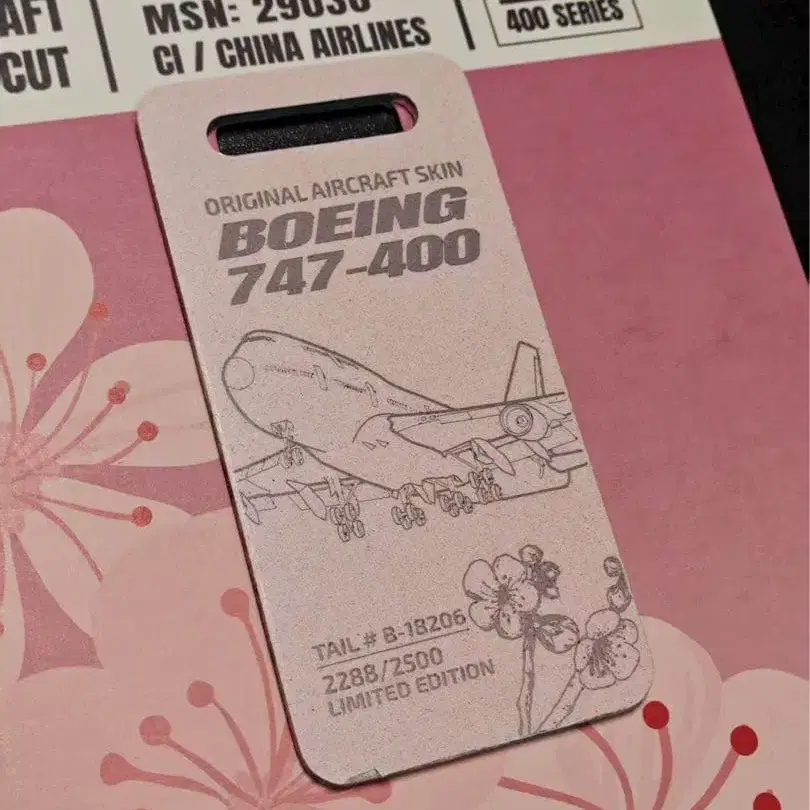 AFT
CUT
MSN: 29030
CI / CHINA AIRLINES
400 SERIES
ORIGINAL AIRCRAFT SKIN
BOEING
747-400
TAIL # B-18206
2288/2500
LIMITED EDITION